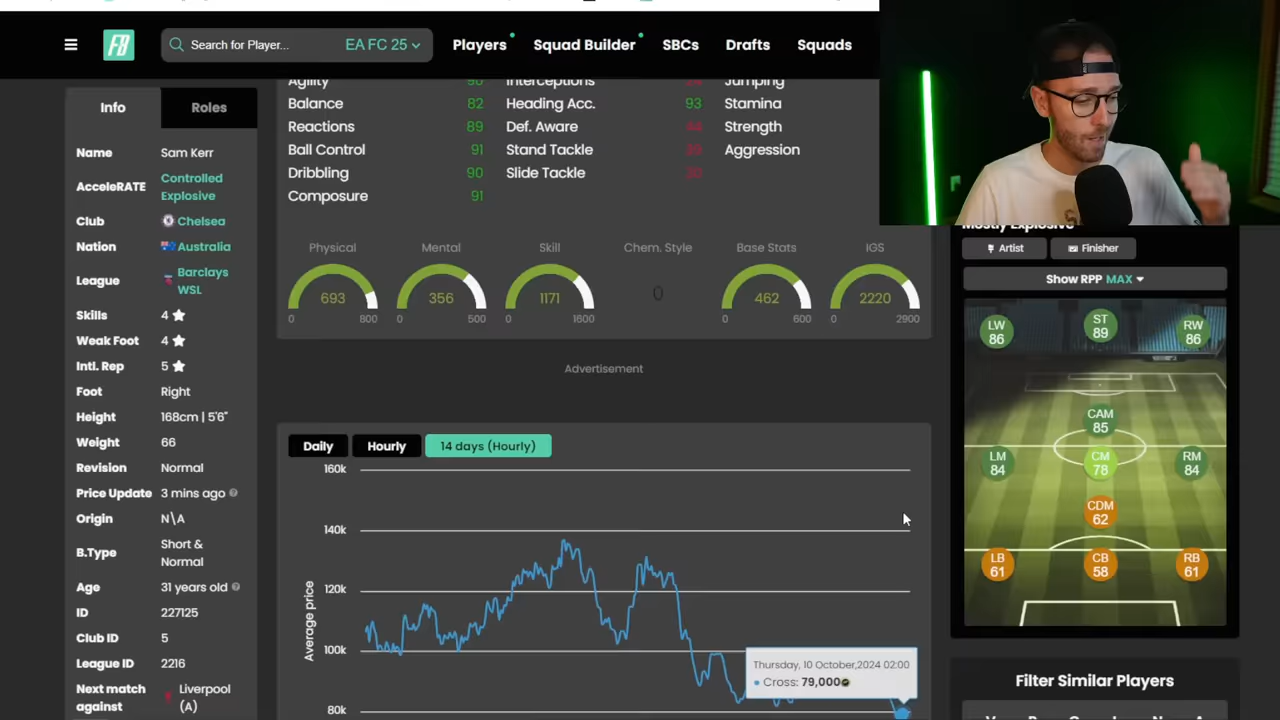 FB
Search for Player...
EA FC 25
Players
Squad Builder
SBCs
Drafts
Squads
Info
Roles
Name
Sam Kerr
AcceleRATE
Controlled
Explosive
Club
Chelsea
Nation
Australia
League
Barclays
WSL
Skills
4
Weak Foot
4
Intl. Rep
5
Foot
Right
Height
168cm | 5'6"
Weight
66
Revision
Normal
Price Update
3 mins ago
Origin
N\A
B.Type
Short &
Normal
Age
31 years old
ID
227125
Club ID
5
League ID
2216
Next match
against
Liverpool
(A)
Agility
90
Balance
82
Reactions
89
Ball Control
91
Dribbling
90
Composure
91
Interceptions
Heading Acc.
93
Def. Aware
Stand Tackle
Slide Tackle
Jumping
Stamina
Strength
Aggression
Physical
693
0
800
Mental
356
0
500
Skill
1171
0
1600
Chem. Style
0
Base Stats
462
0
600
IGS
2220
0
2900
Advertisement
Daily
Hourly
14 days (Hourly)
160k
140k
120k
100k
80k
Average price
Thursday, 10 October,2024 02:00
Cross: 79,000
Mostly Explosive
Artist
Finisher
Show RPP MAX
LW
86
ST
89
RW
86
CAM
85
LM
84
CM
78
RM
84
CDM
62
LB
61
CB
58
RB
61
Filter Similar Players